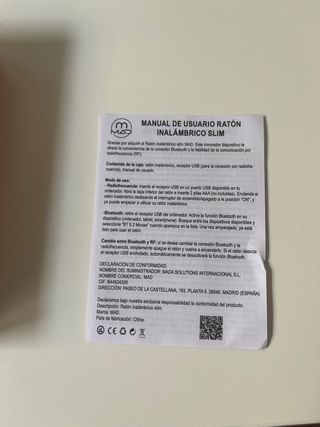 m
MAD
MANUAL DE USUARIO RATÓN
INALÁMBRICO SLIM
Gracias por adquirir el Ratón Inalámbrico slim MAD. Este innovador dispositivo le
ofrece la conveniencia de la conexión Bluetooth y la fiabilidad de la comunicación por
radiofrecuencia (RF).
Contenido de la caja: ratón inalámbrico, receptor USB (para la conexión por radiofre-
cuencia), manual de usuario.
Modo de uso:
- Radiofrecuencia: inserte el receptor USB en un puerto USB disponible en tu
ordenador. Abra la tapa inferior del ratón e inserte 2 pilas AAA (no incluidas). Encienda el
ratón inalámbrico deslizando el interruptor de encendido/apagado a la posición "ON", y
ya puede empezar a utilizar su ratón inalámbrico.
-Bluetooth: retire el receptor USB del ordenador. Active la función Bluetooth en su
dispositivo (ordenador, tablet, smartphone). Busque entre los dispositivos disponibles y
seleccione "BT 5.2 Mouse" cuando aparezca en la lista. Una vez emparejado, ya está
listo para usar el ratón.
Cambio entre Bluetooth y RF: si se desea cambiar la conexión Bluetooth y la
radiofrecuencia, simplemente apague el ratón y vuelva a encenderlo. Si el ratón detecta
el receptor USB enchufado, automáticamente se desactivará la función Bluetooth.
DECLARACIÓN DE CONFORMIDAD
NOMBRE DEL SUMINISTRADOR: MAGA SOLUTIONS INTERNACIONAL S.L.
NOMBRE COMERCIAL: MAD
CIF: B44824306
DIRECCIÓN: PASEO DE LA CASTELLANA, 193, PLANTA 5. 28046. MADRID (ESPAÑA)
Declaramos bajo nuestra exclusiva responsabilidad la conformidad del producto.
Descripción: Ratón inalámbrico slim.
Marca: MAD.
País de fabricación: China.
CE